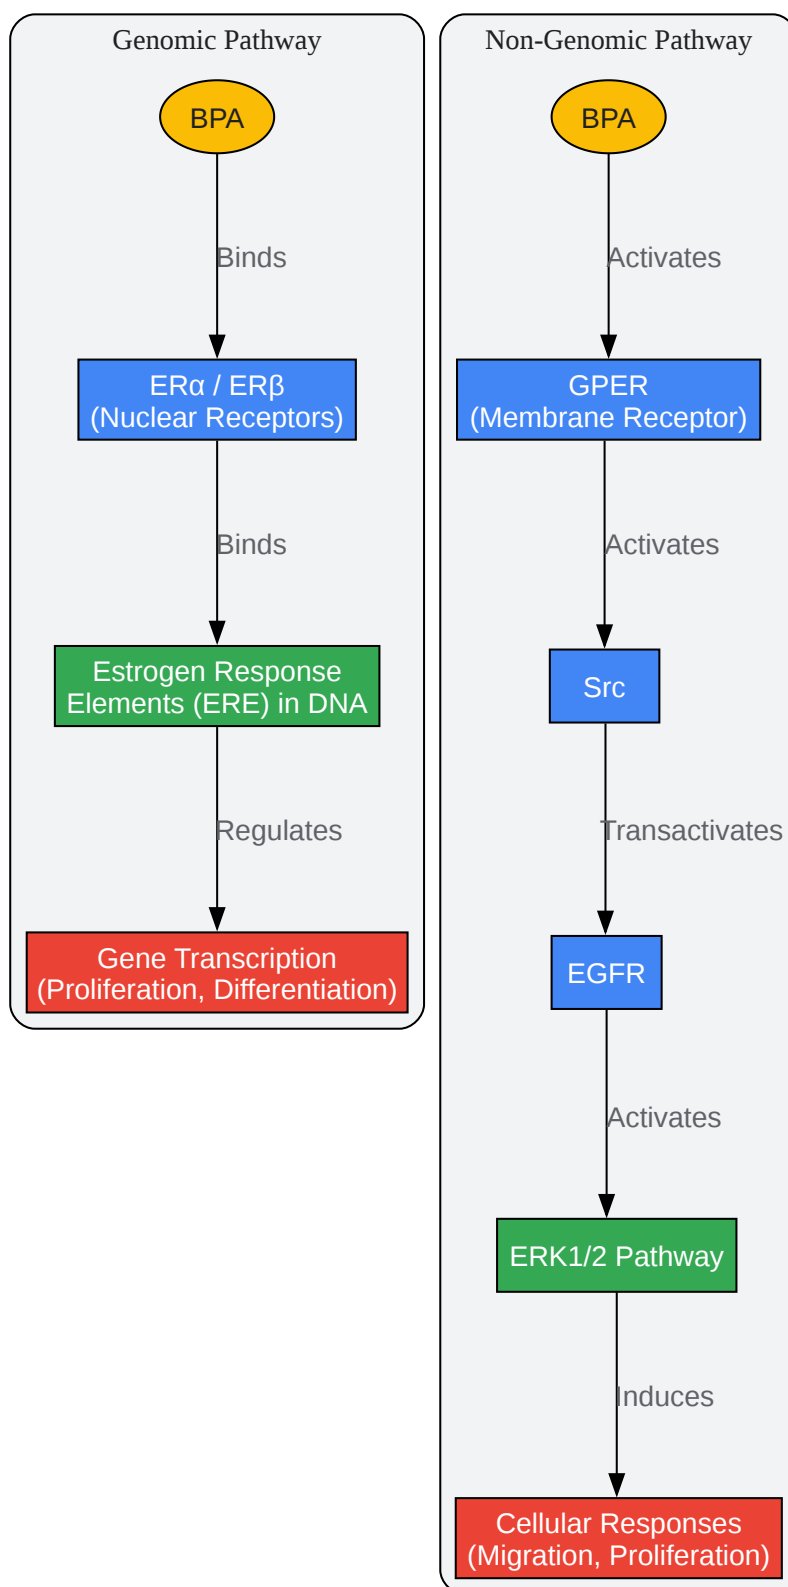 Genomic Pathway
BPA
Binds
ERα / ERβ
(Nuclear Receptors)
Binds
Estrogen Response
Elements (ERE) in DNA
Regulates
Gene Transcription
(Proliferation, Differentiation)
Non-Genomic Pathway
BPA
Activates
GPER
(Membrane Receptor)
Activates
Src
Transactivates
EGFR
Activates
ERK1/2 Pathway
Induces
Cellular Responses
(Migration, Proliferation)